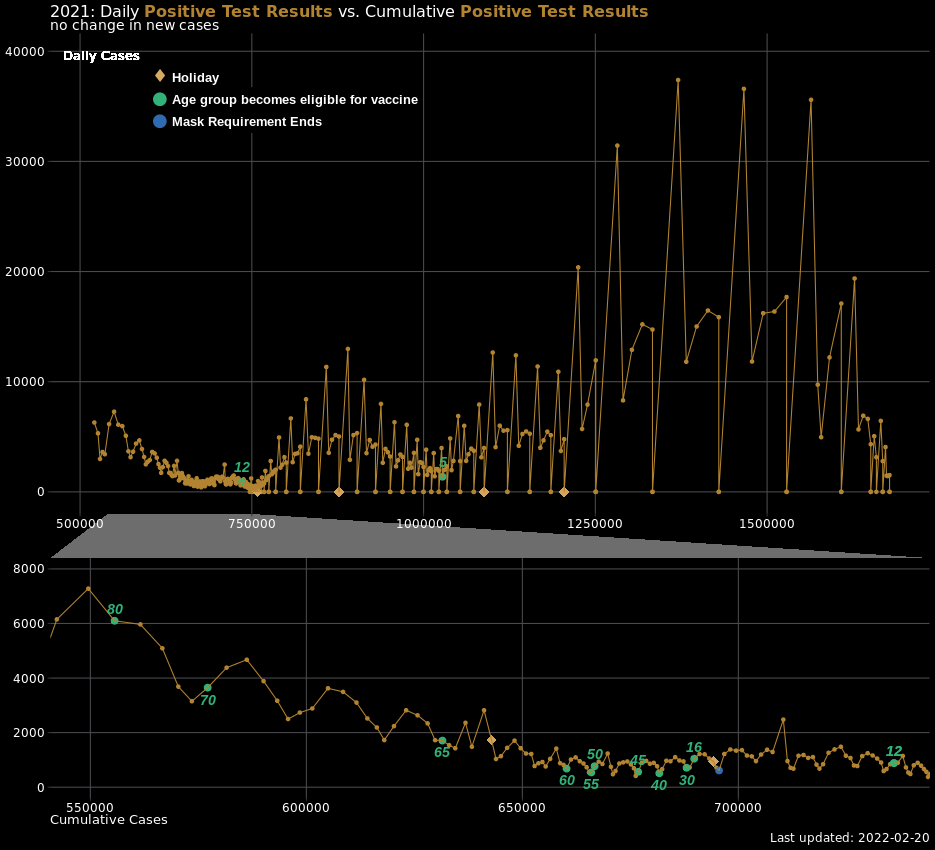 2021: Daily Positive Test Results vs. Cumulative Positive Test Results
no change in new cases
Daily Cases
Holiday
Age group becomes eligible for vaccine
Mask Requirement Ends
40000
30000
20000
10000
0
12
5
500000 750000 1000000 1250000 1500000
8000
6000
4000
2000
0
80
70
65
60
55
50
45
40
30
16
12
550000 600000 650000 700000
Cumulative Cases
Last updated: 2022-02-20